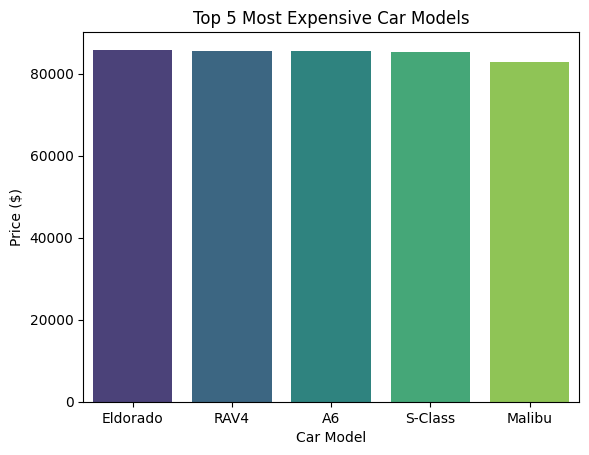 Top 5 Most Expensive Car Models
Price ($)
80000
60000
40000
20000
0
Eldorado RAV4 A6 S-Class Malibu
Car Model